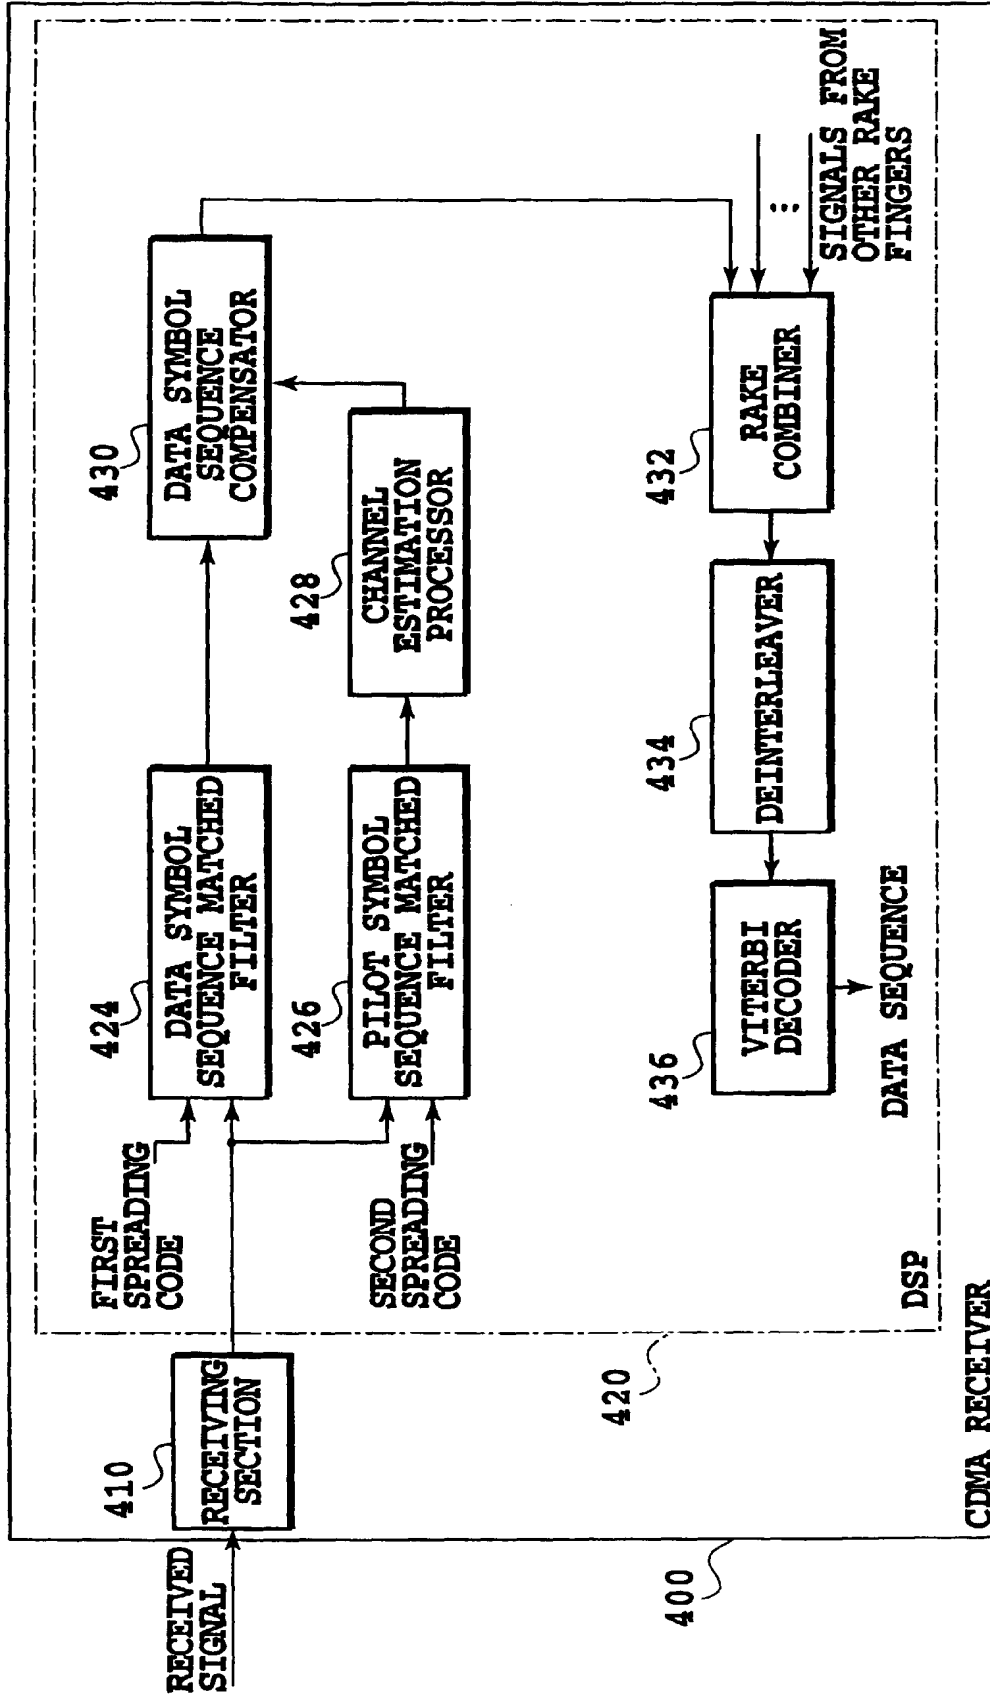 430
DATA SYMBOL
SEQUENCE
COMPENSATOR
428
CHANNEL
ESTIMATION
PROCESSOR
424
DATA SYMBOL
SEQUENCE MATCHED
FILTER
426
PILOT SYMBOL
SEQUENCE MATCHED
FILTER
FIRST
SPREADING
CODE
SECOND
SPREADING
CODE
410
RECEIVING
SECTION
RECEIVED
SIGNAL
SIGNALS FROM
OTHER RAKE
FINGERS
...
432
RAKE
COMBINER
434
DEINTERLEAVER
436
VITERBI
DECODER
DATA SEQUENCE
DSP
420
400
CDMA RECEIVER